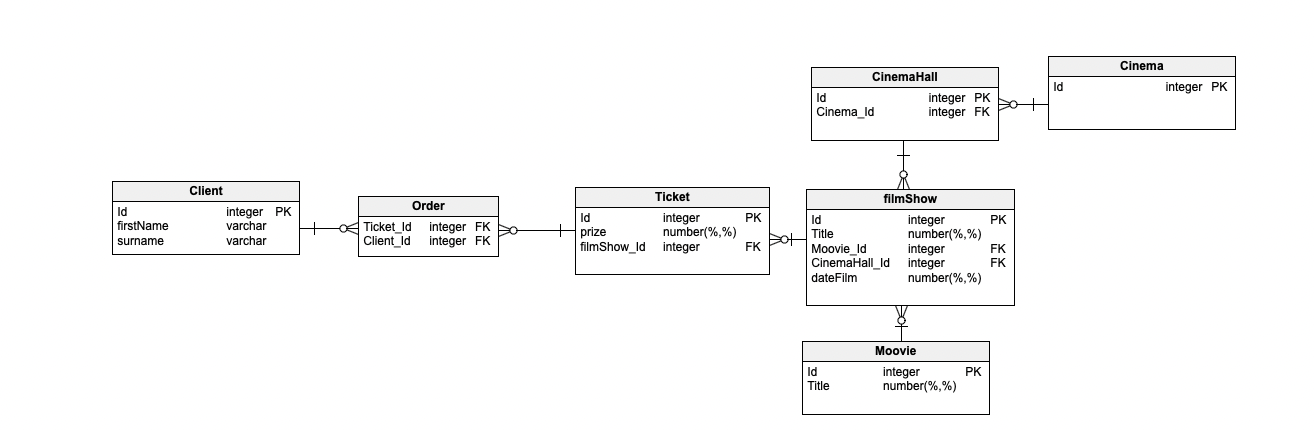 Client
Id integer PK
firstName varchar
surname varchar
Order
Ticket_Id integer FK
Client_Id integer FK
Ticket
Id integer PK
prize number(%,%)
filmShow_Id integer FK
CinemaHall
Id integer PK
Cinema_Id integer FK
Cinema
Id integer PK
filmShow
Id integer PK
Title number(%,%)
Moovie_Id integer FK
CinemaHall_Id integer FK
dateFilm number(%,%)
Moovie
Id integer PK
Title number(%,%)